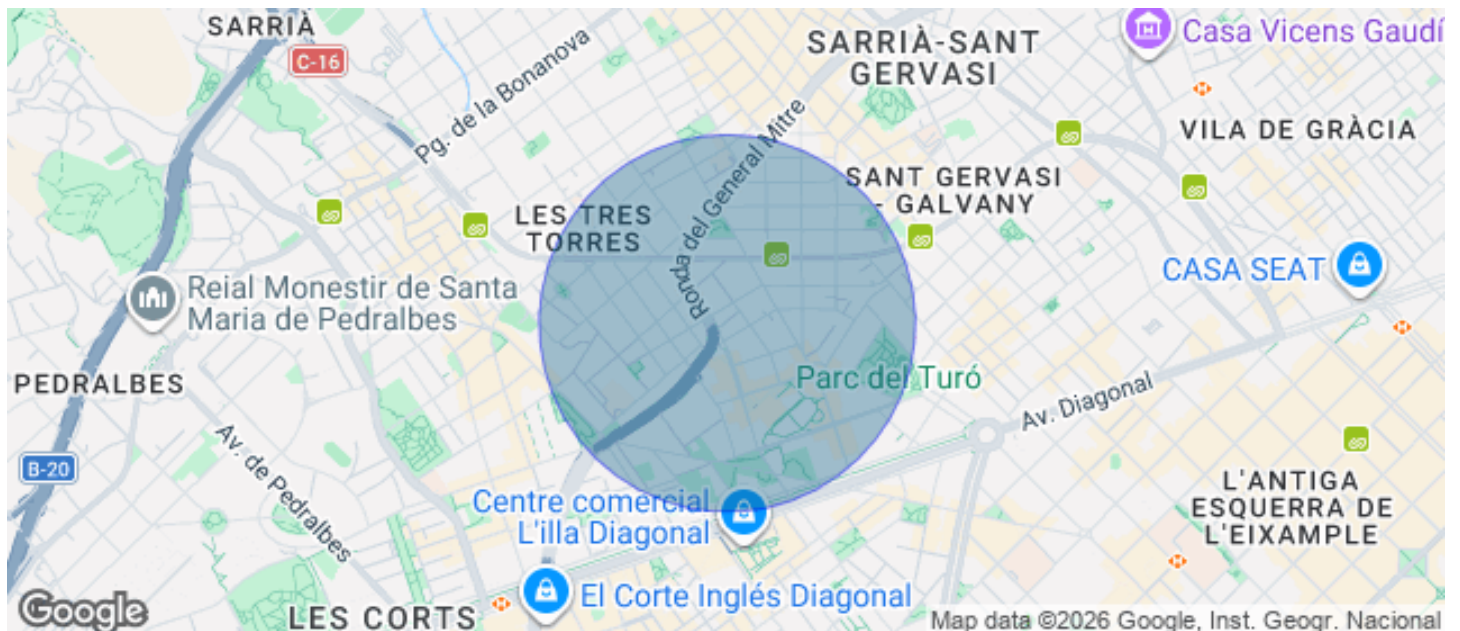 SARRIÀ
C-16
Pg. de la Bonanova
SARRIÀ-SANT
GERVASI
Casa Vicens Gaudí
VILA DE GRÀCIA
Ronda del General Mitre
SANT GERVASI
- GALVANY
LES TRES
TORRES
CASA SEAT
Reial Monestir de Santa
Maria de Pedralbes
PEDRALBES
Parc del Turó
Av. Diagonal
B-20
Av. de Pedralbes
Centre comercial
L'illa Diagonal
L'ANTIGA
ESQUERRA DE
L'EIXAMPLE
El Corte Inglés Diagonal
LES CORTS
Google
Map data ©2026 Google, Inst. Geogr. Nacional